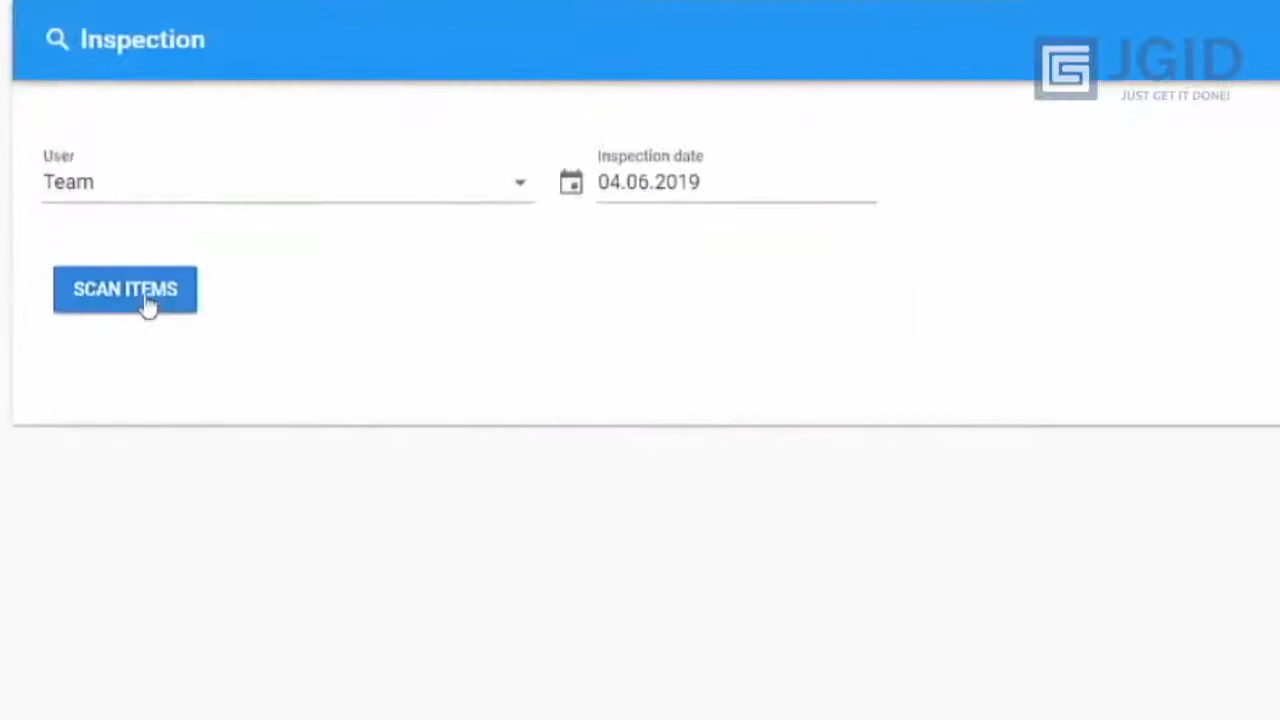 Inspection
JGID
JUST GET IT DONE!
User
Team
Inspection date
04.06.2019
SCAN ITEMS